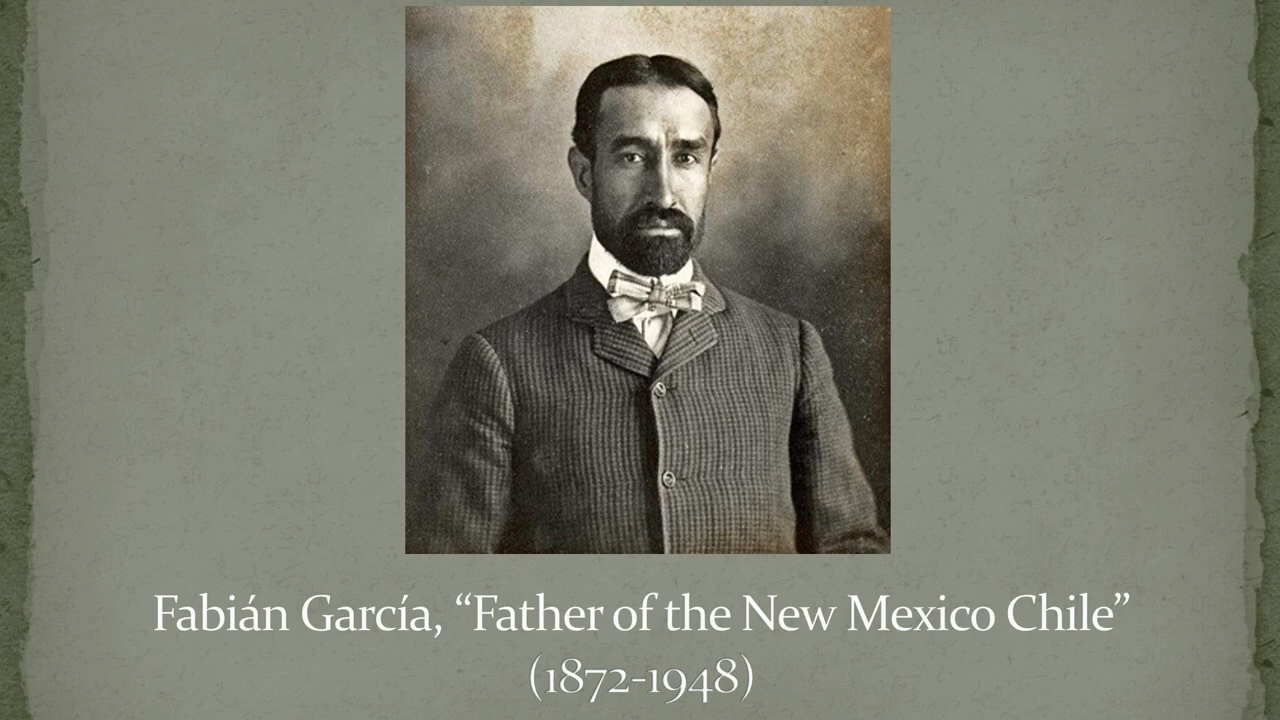 Fabián García, “Father of the New Mexico Chile”
(1872-1948)